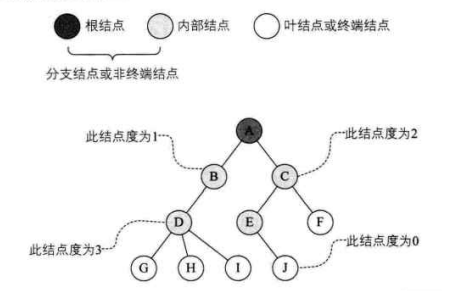 根结点 内部结点 叶结点或终端结点
分支结点或非终端结点
A
此结点度为1 此结点度为2
B C
D E F
此结点度为3 此结点度为0
G H I J